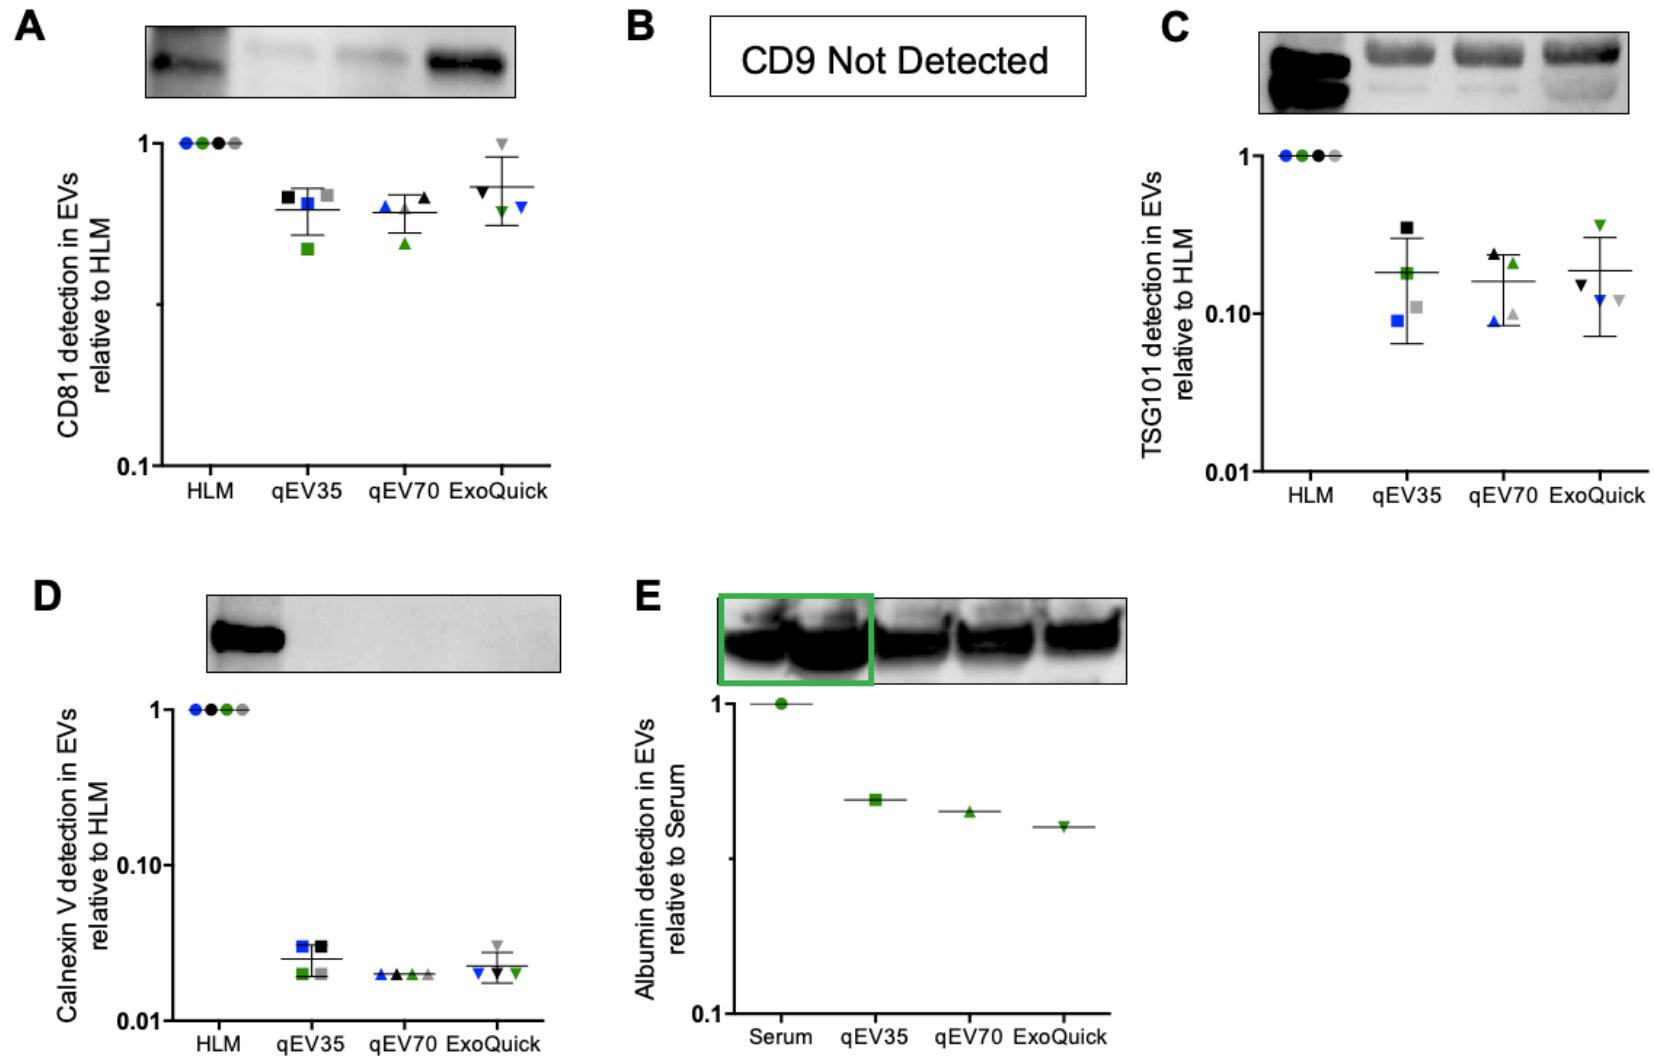 A
CD81 detection in EVs
relative to HLM
1
0.1
HLM qEV35 qEV70 ExoQuick
B
CD9 Not Detected
C
TSG101 detection in EVs
relative to HLM
1
0.10
0.01
HLM qEV35 qEV70 ExoQuick
D
Calnexin V detection in EVs
relative to HLM
1
0.10
0.01
HLM qEV35 qEV70 ExoQuick
E
Albumin detection in EVs
relative to Serum
1
0.1
Serum qEV35 qEV70 ExoQuick